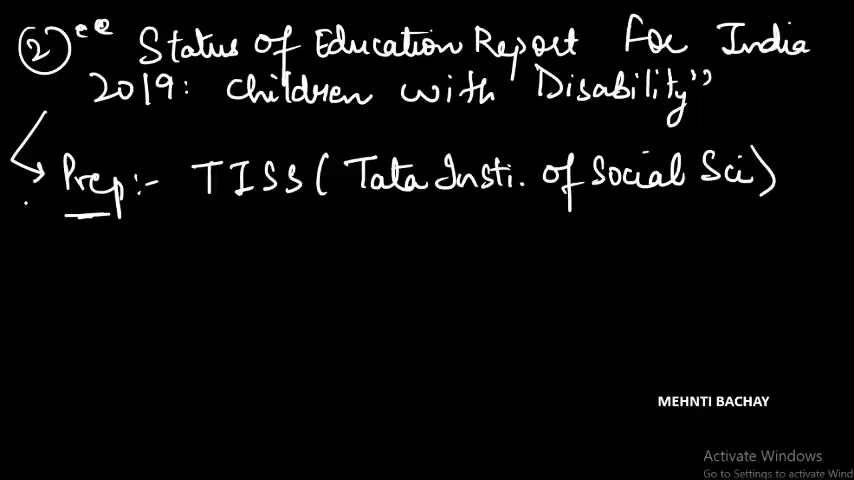 ② "Status of Education Report For India
2019: Children with Disability"
Prep:- TISS ( Tata Insti. of Social Sci)
MEHNTI BACHAY
Activate Windows
Go to Settings to activate Wind